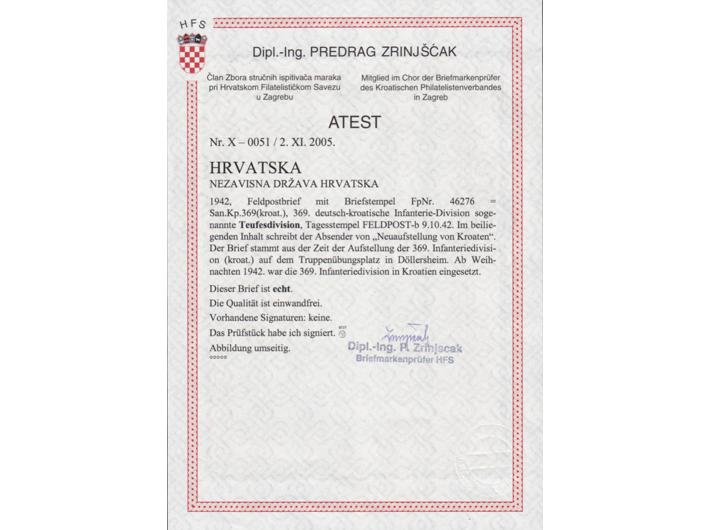 HFS
Dipl.-Ing. PREDRAG ZRINJŠĆAK
Član Zbora stručnih ispitivača maraka
pri Hrvatskom Filatelističkom Savezu
u Zagrebu
Mitglied im Chor der Briefmarkenprüfer
des Kroatischen Philatelistenverbandes
in Zagreb
ATEST
Nr. X – 0051 / 2. XI. 2005.
HRVATSKA
NEZAVISNA DRŽAVA HRVATSKA
1942, Feldpostbrief mit Briefstempel FpNr. 46276 =
San.Kp.369(kroat.), 369. deutsch-kroatische Infanterie-Division soge-
nannte Teufesdivision, Tagesstempel FELDPOST-b 9.10.42. Im beilie-
genden Inhalt schreibt der Absender von „Neuaufstellung von Kroaten“.
Der Brief stammt aus der Zeit der Aufstellung der 369. Infanteriedivisi-
on (kroat.) auf dem Truppenübungsplatz in Döllersheim. Ab Weih-
nachten 1942. war die 369. Infanteriedivision in Kroatien eingesetzt.
Dieser Brief ist echt.
Die Qualität ist einwandfrei.
Vorhandene Signaturen: keine.
Das Prüfstück habe ich signiert.
Abbildung umseitig.
ooooo
Dipl.-Ing. P. Zrinjscak
Briefmarkenprüfer HFS